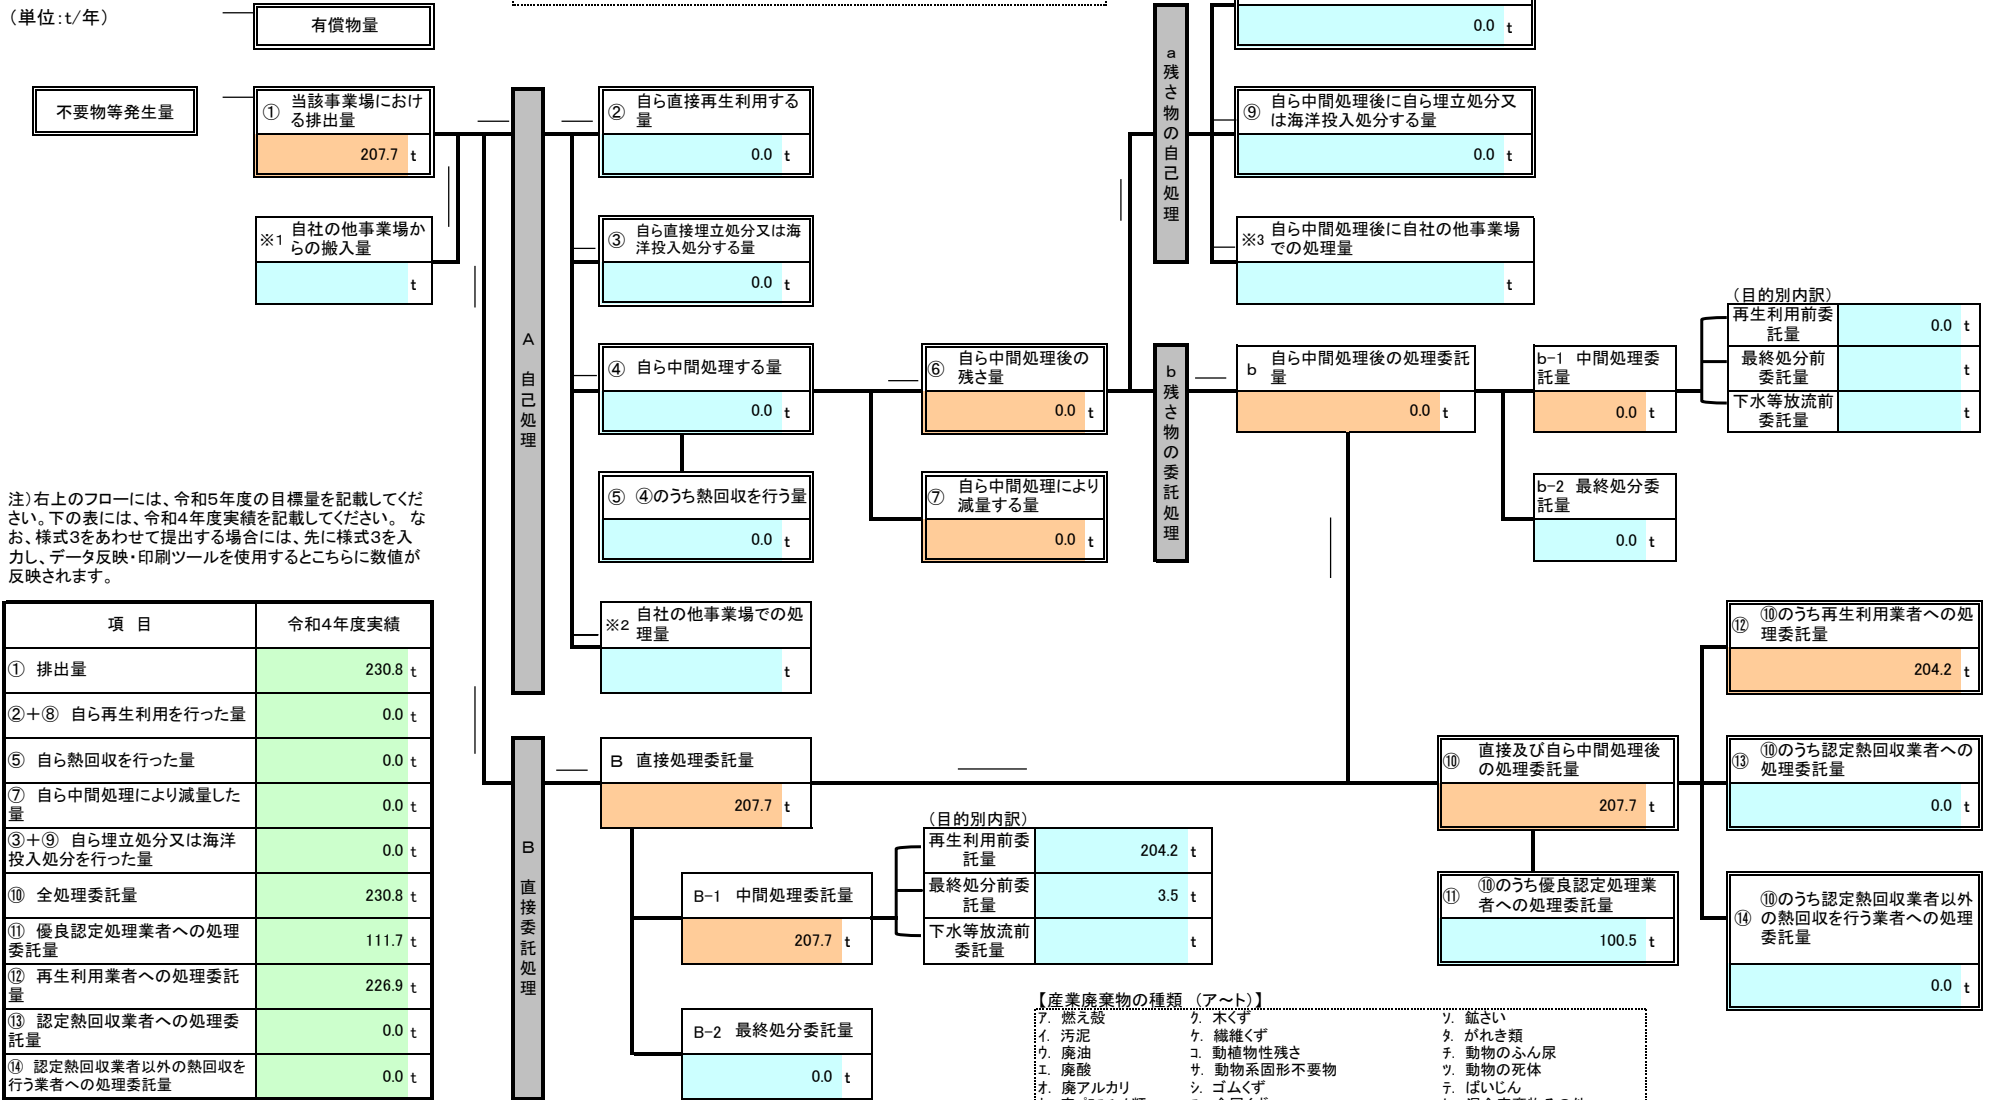 （単位：t/年）
有償物量
0.0 t
不要物等発生量
① 当該事業場におけ
る排出量
207.7 t
② 自ら直接再生利用する
量
0.0 t
a 残さ物の自己処理
⑨ 自ら中間処理後に自ら埋立処分又
は海洋投入処分する量
0.0 t
※1 自社の他事業場か
らの搬入量
t
③ 自ら直接埋立処分又は海
洋投入処分する量
0.0 t
※3 自ら中間処理後に自社の他事業場
での処理量
t
A 自己処理
④ 自ら中間処理する量
0.0 t
⑥ 自ら中間処理後の
残さ量
0.0 t
b 残さ物の委託処理
b 自ら中間処理後の処理委託
量
0.0 t
b-1 中間処理委
託量
0.0 t
（目的別内訳）
再生利用前委
託量
0.0 t
最終処分前
委託量
t
下水等放流前
委託量
t
⑤ ④のうち熱回収を行う量
0.0 t
⑦ 自ら中間処理により
減量する量
0.0 t
b-2 最終処分委
託量
0.0 t
注）右上のフローには、令和5年度の目標量を記載してくだ
さい。下の表には、令和4年度実績を記載してください。 な
お、様式3をあわせて提出する場合には、先に様式3を入
力し、データ反映・印刷ツールを使用するとこちらに数値が
反映されます。
※2 自社の他事業場での処
理量
t
項 目 令和4年度実績
① 排出量 230.8 t
②＋⑧ 自ら再生利用を行った量 0.0 t
⑤ 自ら熱回収を行った量 0.0 t
⑦ 自ら中間処理により減量した
量 0.0 t
③＋⑨ 自ら埋立処分又は海洋
投入処分を行った量 0.0 t
⑩ 全処理委託量 230.8 t
⑪ 優良認定処理業者への処理
委託量 111.7 t
⑫ 再生利用業者への処理委託
量 226.9 t
⑬ 認定熱回収業者への処理委
託量 0.0 t
⑭ 認定熱回収業者以外の熱回収を
行う業者への処理委託量 0.0 t
B 直接委託処理
B 直接処理委託量
207.7 t
B-1 中間処理委託量
207.7 t
（目的別内訳）
再生利用前委
託量
204.2 t
最終処分前委
託量
3.5 t
下水等放流前
委託量
t
B-2 最終処分委託量
0.0 t
⑩ 直接及び自ら中間処理後
の処理委託量
207.7 t
⑪ ⑩のうち優良認定処理業
者への処理委託量
100.5 t
⑫ ⑩のうち再生利用業者への処
理委託量
204.2 t
⑬ ⑩のうち認定熱回収業者への
処理委託量
0.0 t
⑭ ⑩のうち認定熱回収業者以外
の熱回収を行う業者への処理
委託量
0.0 t
【産業廃棄物の種類 （ア～ト）】
ア. 燃え殻 ク. 木くず ソ. 鉱さい
イ. 汚泥 ケ. 繊維くず タ. がれき類
ウ. 廃油 コ. 動植物性残さ チ. 動物のふん尿
エ. 廃酸 サ. 動物系固形不要物 ツ. 動物の死体
オ. 廃アルカリ シ. ゴムくず テ. ばいじん